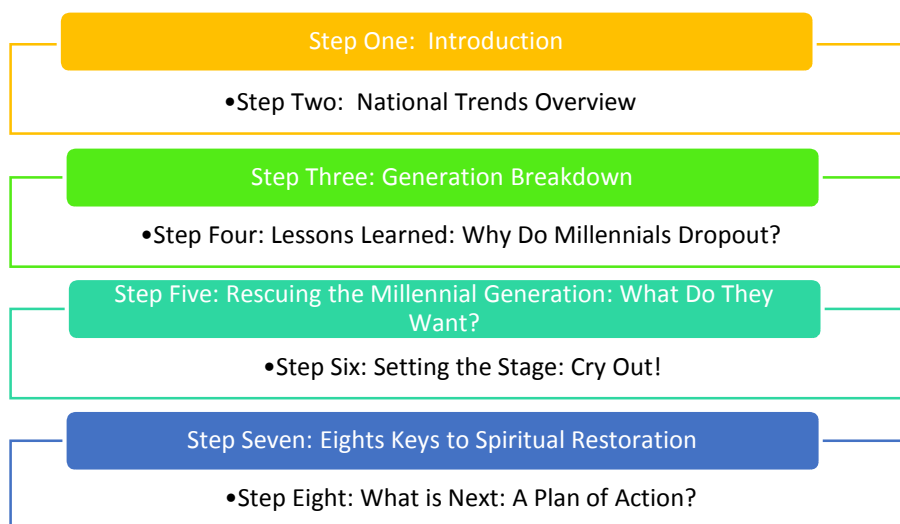 Step One:  Introduction
•Step Two:  National Trends Overview
Step Three: Generation Breakdown
•Step Four: Lessons Learned: Why Do Millennials Dropout?
Step Five: Rescuing the Millennial Generation: What Do They
Want?
•Step Six: Setting the Stage: Cry Out!
Step Seven: Eights Keys to Spiritual Restoration
•Step Eight: What is Next: A Plan of Action?